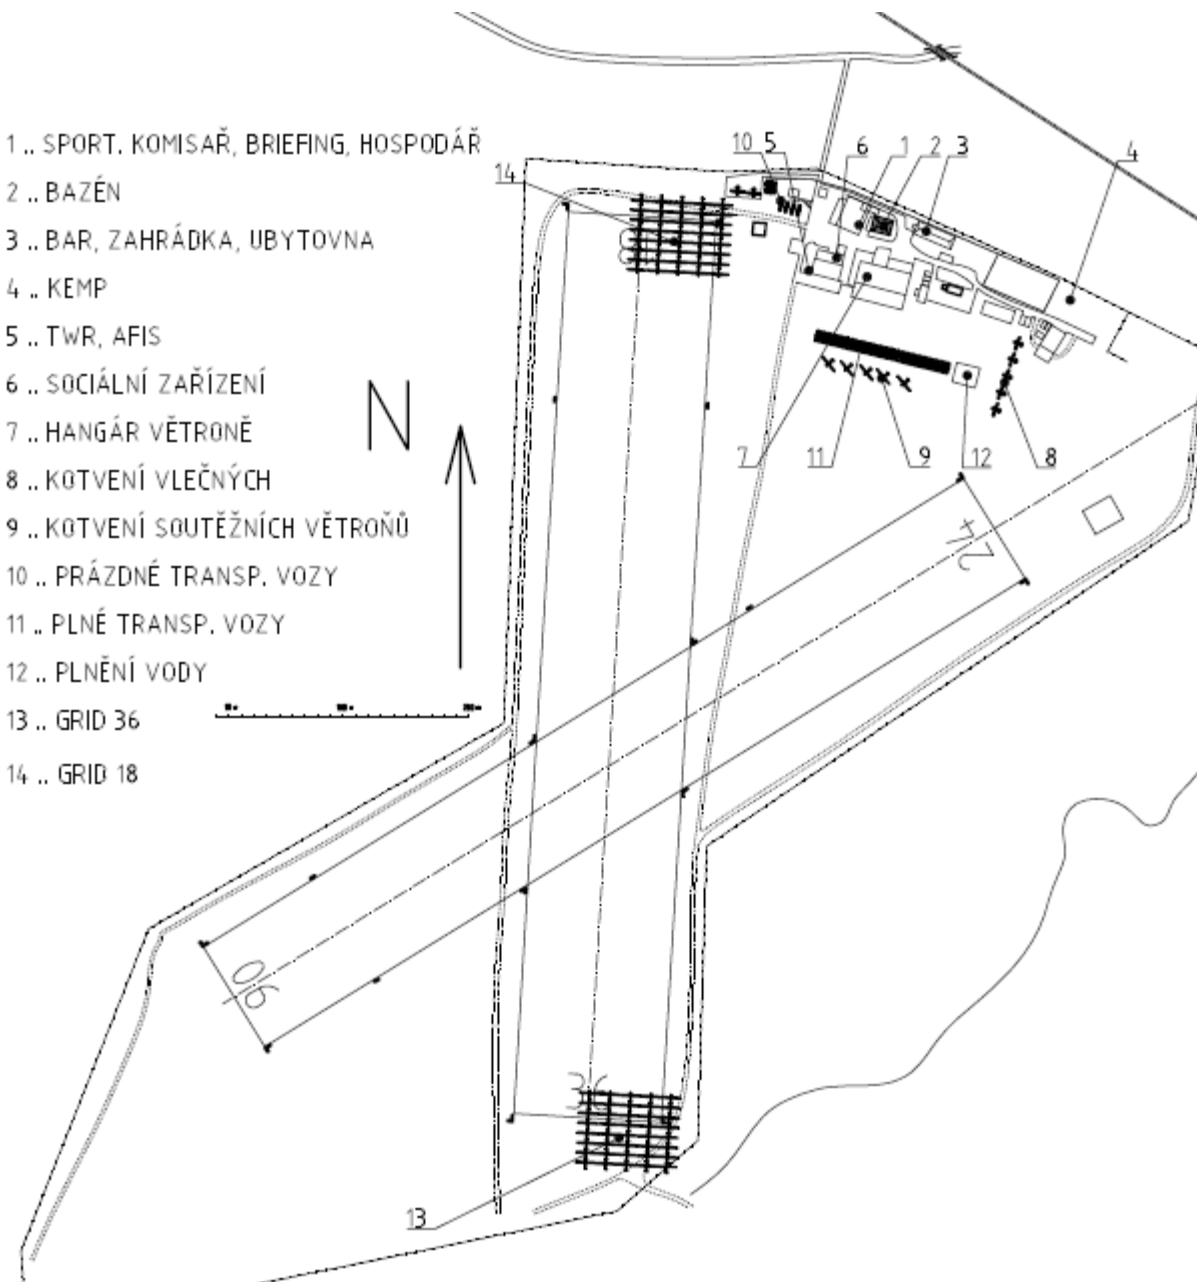 1 .. SPORT. KOMISAŘ, BRIEFING, HOSPODÁŘ
2 .. BAZÉN
3 .. BAR, ZAHRÁDKA, UBYTOVNA
4 .. KEMP
5 .. TWR, AFIS
6 .. SOCIÁLNÍ ZAŘÍZENÍ
7 .. HANGÁR VĚTRONĚ
8 .. KOTVENÍ VLEČNÝCH
9 .. KOTVENÍ SOUTĚŽNÍCH VĚTROŇŮ
10 .. PRÁZDNÉ TRANSP. VOZY
11 .. PLNÉ TRANSP. VOZY
12 .. PLNĚNÍ VODY
13 .. GRID 36
14 .. GRID 18
N
10 5 6 1 2 3 4
14
7 11 9 12 8
24
06
36
13